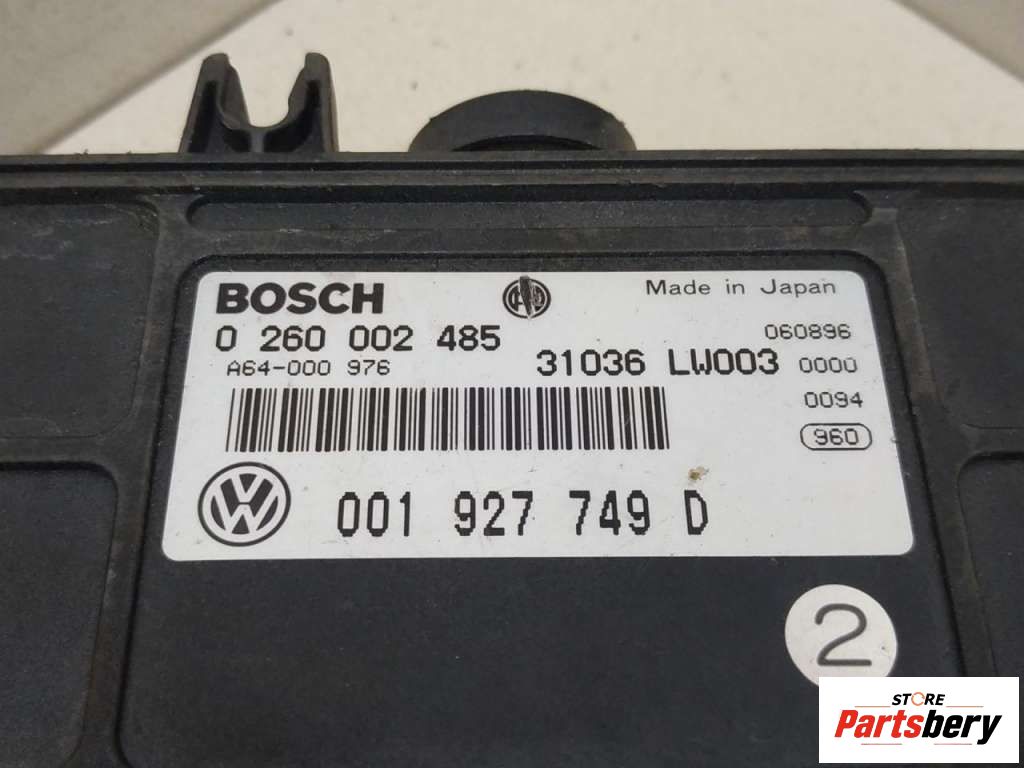 BOSCH
Made in Japan
0 260 002 485
060896
A64-000 976
31036 LW003
0000
0094
960
VW
001 927 749 D
2
STORE
Partsbery